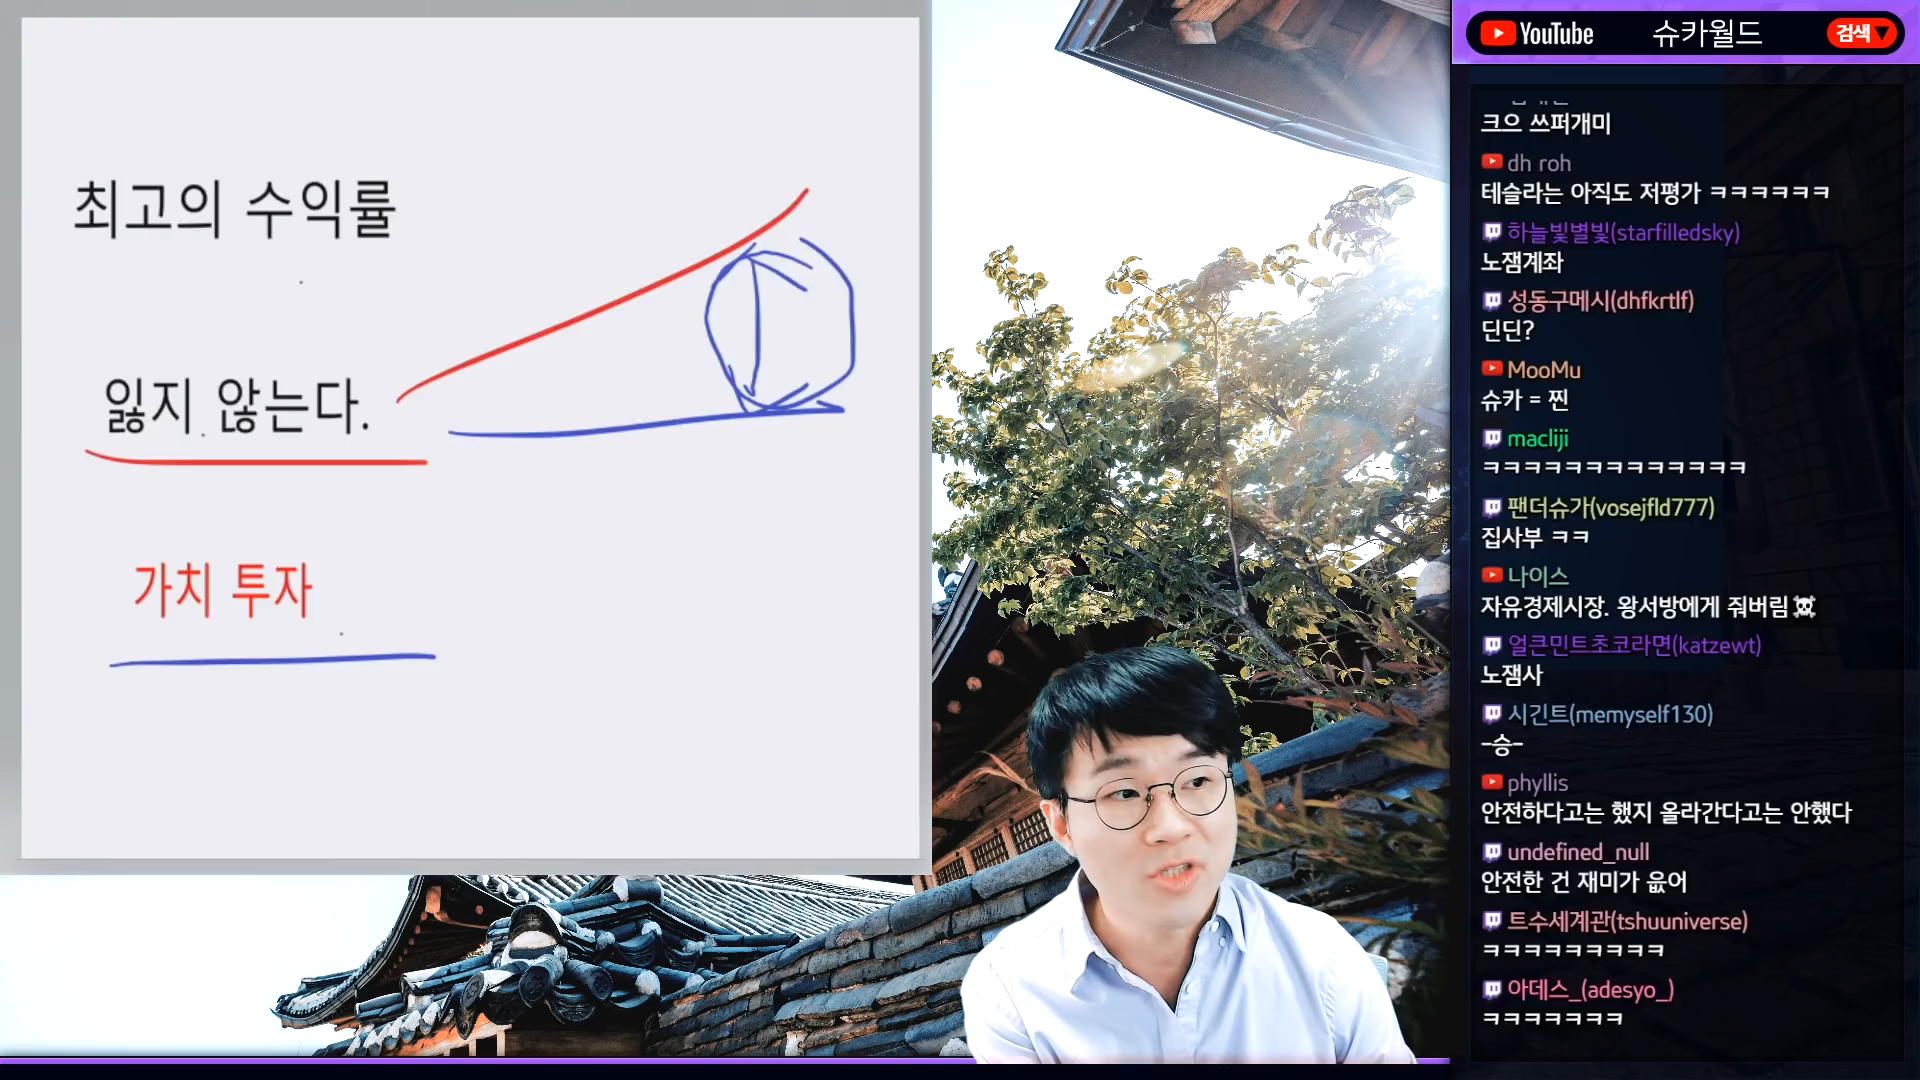 최고의 수익률
잃지 않는다.
가치 투자
YouTube 슈카월드 검색
크으 쓰퍼개미
dh roh
테슬라는 아직도 저평가 ㅋㅋㅋㅋㅋㅋ
하늘빛별빛(starfilledsky)
노잼계좌
성동구메시(dhfkrtlf)
딘딘?
MooMu
슈카 = 찐
macliji
ㅋㅋㅋㅋㅋㅋㅋㅋㅋㅋㅋㅋㅋ
팬더슈가(vosejfld777)
집사부 ㅋㅋ
나이스
자유경제시장. 왕서방에게 줘버림☠
얼큰민트초코라면(katzewt)
노잼사
시긴트(memyself130)
-승-
phyllis
안전하다고는 했지 올라간다고는 안했다
undefined_null
안전한 건 재미가 읎어
트수세계관(tshuuniverse)
ㅋㅋㅋㅋㅋㅋㅋㅋㅋ
아데스_(adesyo_)
ㅋㅋㅋㅋㅋㅋㅋ